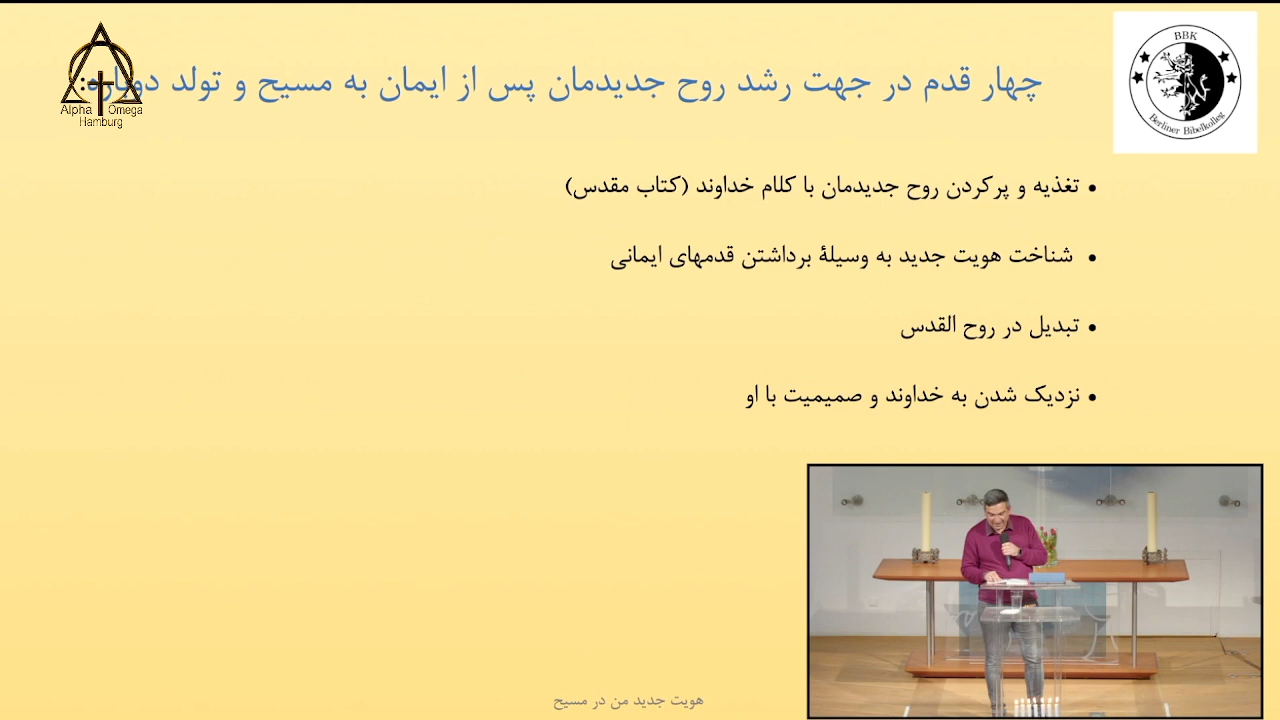 چهار قدم در جهت رشد روح جدیدمان پس از ایمان به مسیح و تولد دوباره:
Alpha Omega
Hamburg
BBK
Berliner Bibelkolleg
• تغذیه و پرکردن روح جدیدمان با کلام خداوند (کتاب مقدس)
• شناخت هویت جدید به وسیلۀ برداشتن قدمهای ایمانی
• تبدیل در روح القدس
• نزدیک شدن به خداوند و صمیمیت با او
هویت جدید من در مسیح